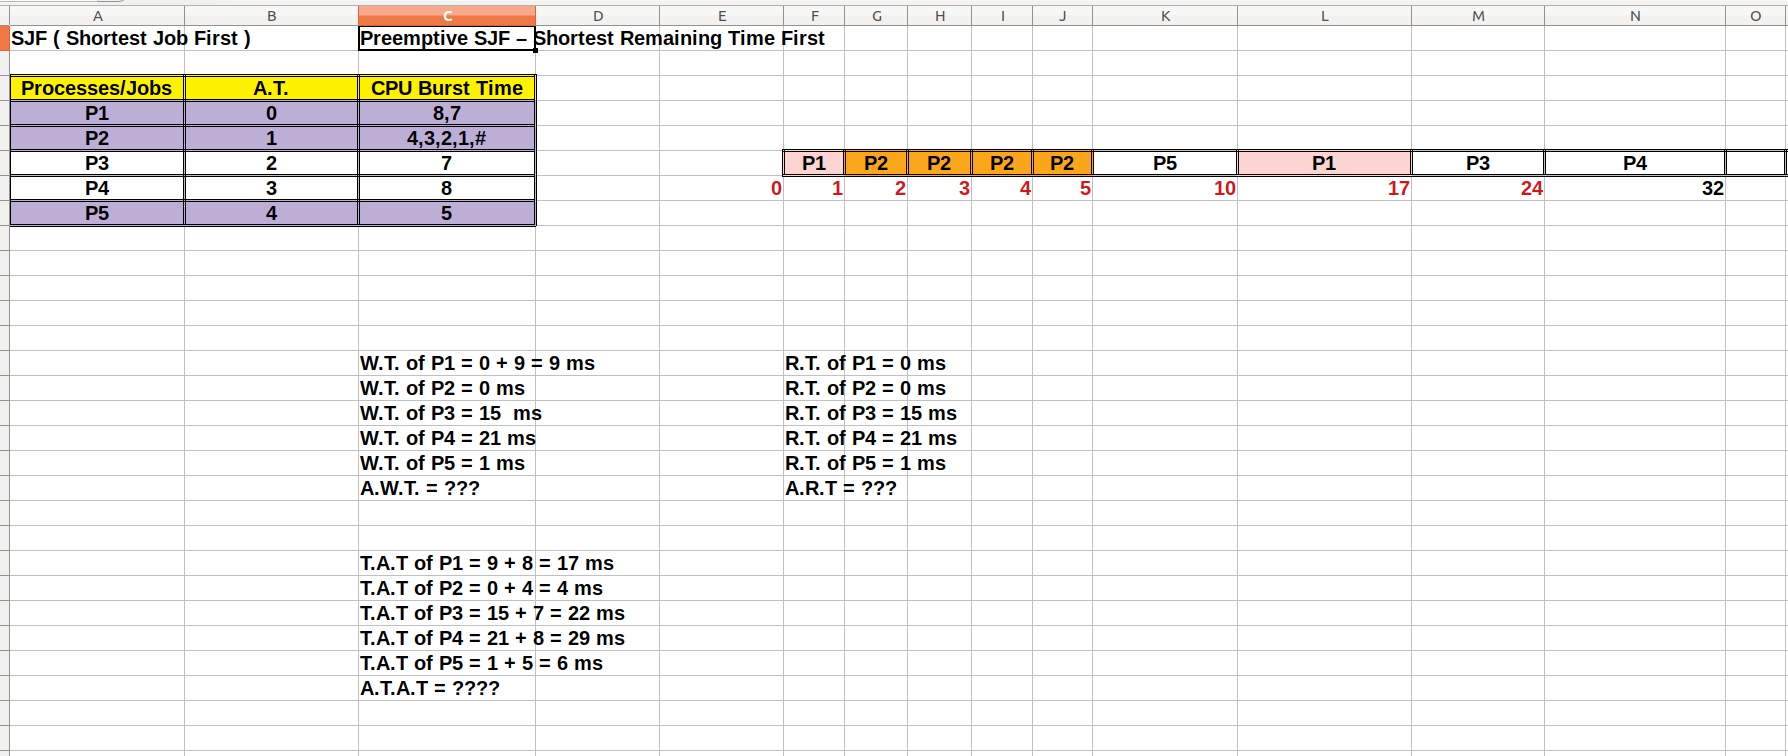 A B C D E F G H I J K L M N O
SJF ( Shortest Job First ) Preemptive SJF – Shortest Remaining Time First
Processes/Jobs A.T. CPU Burst Time
P1 0 8,7
P2 1 4,3,2,1,#
P3 2 7 P1 P2 P2 P2 P2 P5 P1 P3 P4
P4 3 8 0 1 2 3 4 5 10 17 24 32
P5 4 5
W.T. of P1 = 0 + 9 = 9 ms R.T. of P1 = 0 ms
W.T. of P2 = 0 ms R.T. of P2 = 0 ms
W.T. of P3 = 15  ms R.T. of P3 = 15 ms
W.T. of P4 = 21 ms R.T. of P4 = 21 ms
W.T. of P5 = 1 ms R.T. of P5 = 1 ms
A.W.T. = ??? A.R.T = ???
T.A.T of P1 = 9 + 8 = 17 ms
T.A.T of P2 = 0 + 4 = 4 ms
T.A.T of P3 = 15 + 7 = 22 ms
T.A.T of P4 = 21 + 8 = 29 ms
T.A.T of P5 = 1 + 5 = 6 ms
A.T.A.T = ????